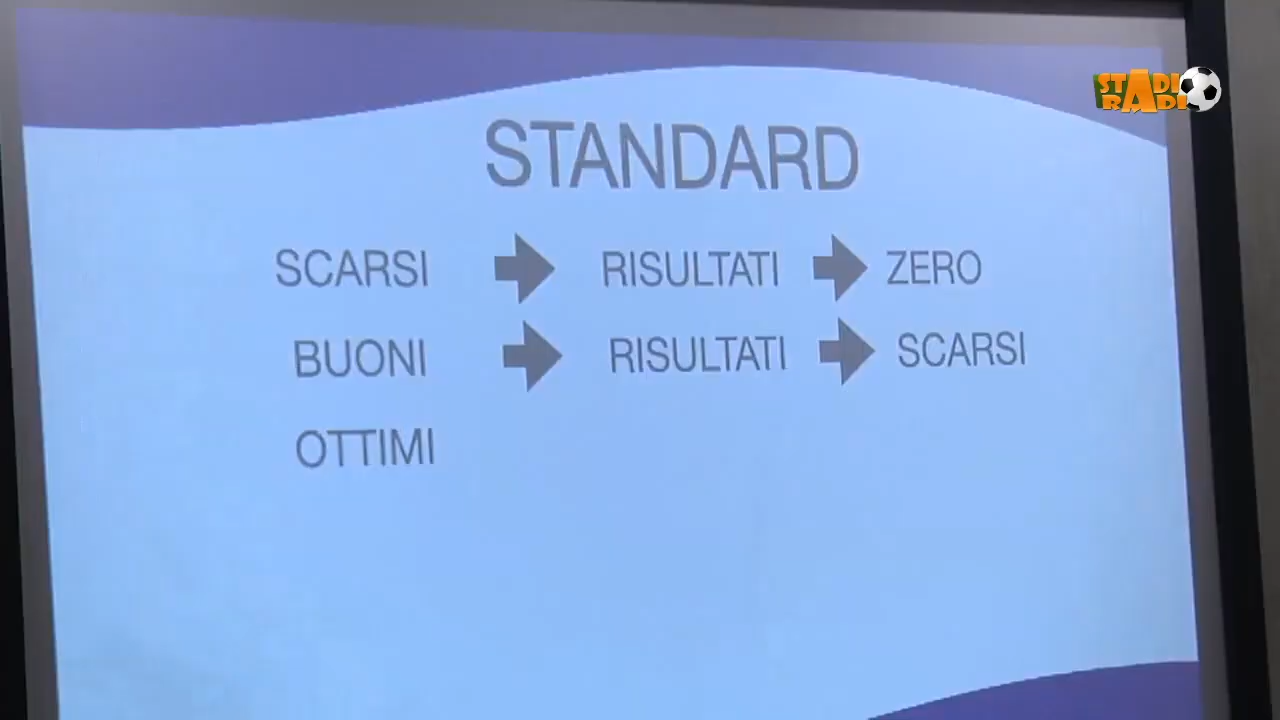 STADIO
RADIO
STANDARD
SCARSI RISULTATI ZERO
BUONI RISULTATI SCARSI
OTTIMI